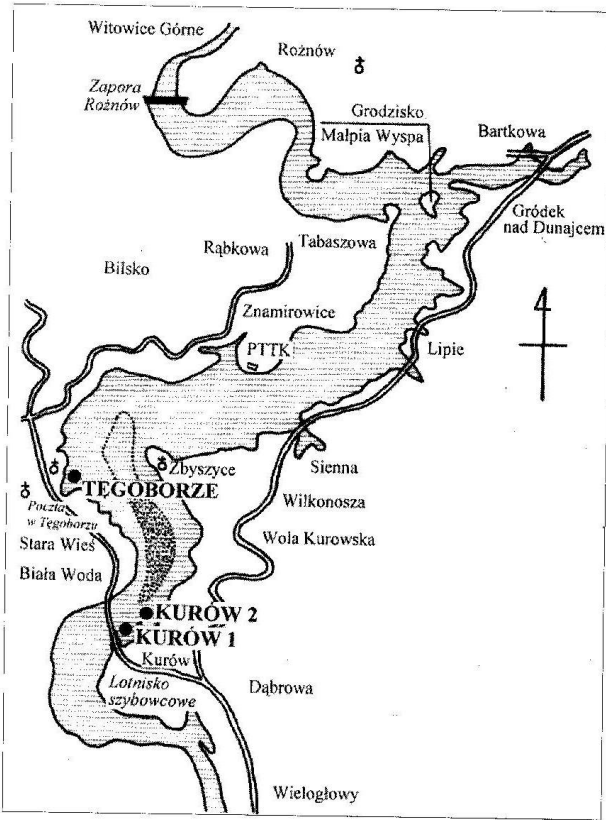 Witowice Górne
Rożnów
Zapora
Rożnów
Grodzisko
Małpia Wyspa
Bartkowa
Gródek
nad Dunajcem
Tabaszowa
Rąbkowa
Bilsko
Znamirowice
PTTK
Lipie
Zbyszyce
Sienna
TĘGOBORZE
Wilkonosza
Poczta
w Tęgoborzu
Stara Wieś
Wola Kurowska
Biała Woda
KURÓW 2
KURÓW 1
Kurów
Lotnisko
szybowcowe
Dąbrowa
Wielogłowy